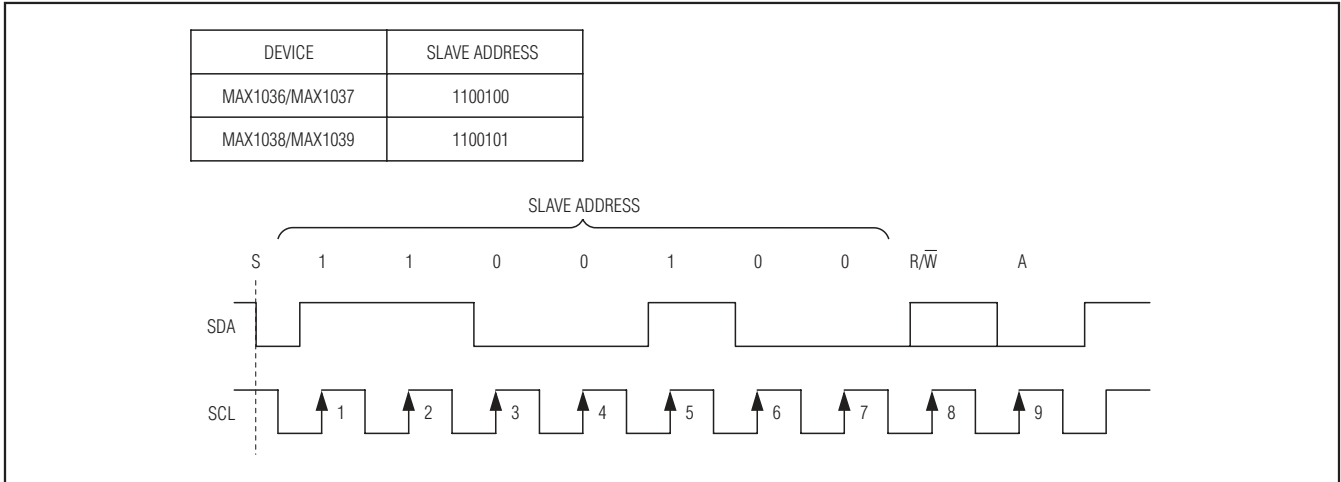 DEVICE SLAVE ADDRESS
MAX1036/MAX1037 1100100
MAX1038/MAX1039 1100101
SLAVE ADDRESS
S 1 1 0 0 1 0 0 R/W̅ A
SDA
SCL 1 2 3 4 5 6 7 8 9